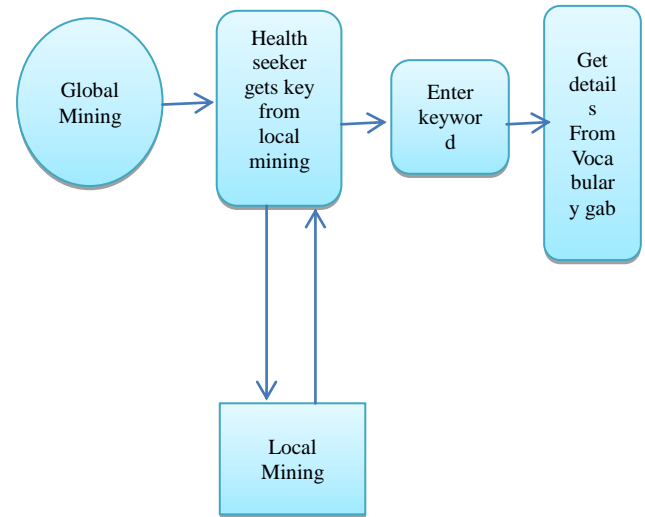 Global
Mining
Health
seeker
gets key
from
local
mining
Enter
keywor
d
Get
detail
s
From
Voca
bular
y gab
Local
Mining